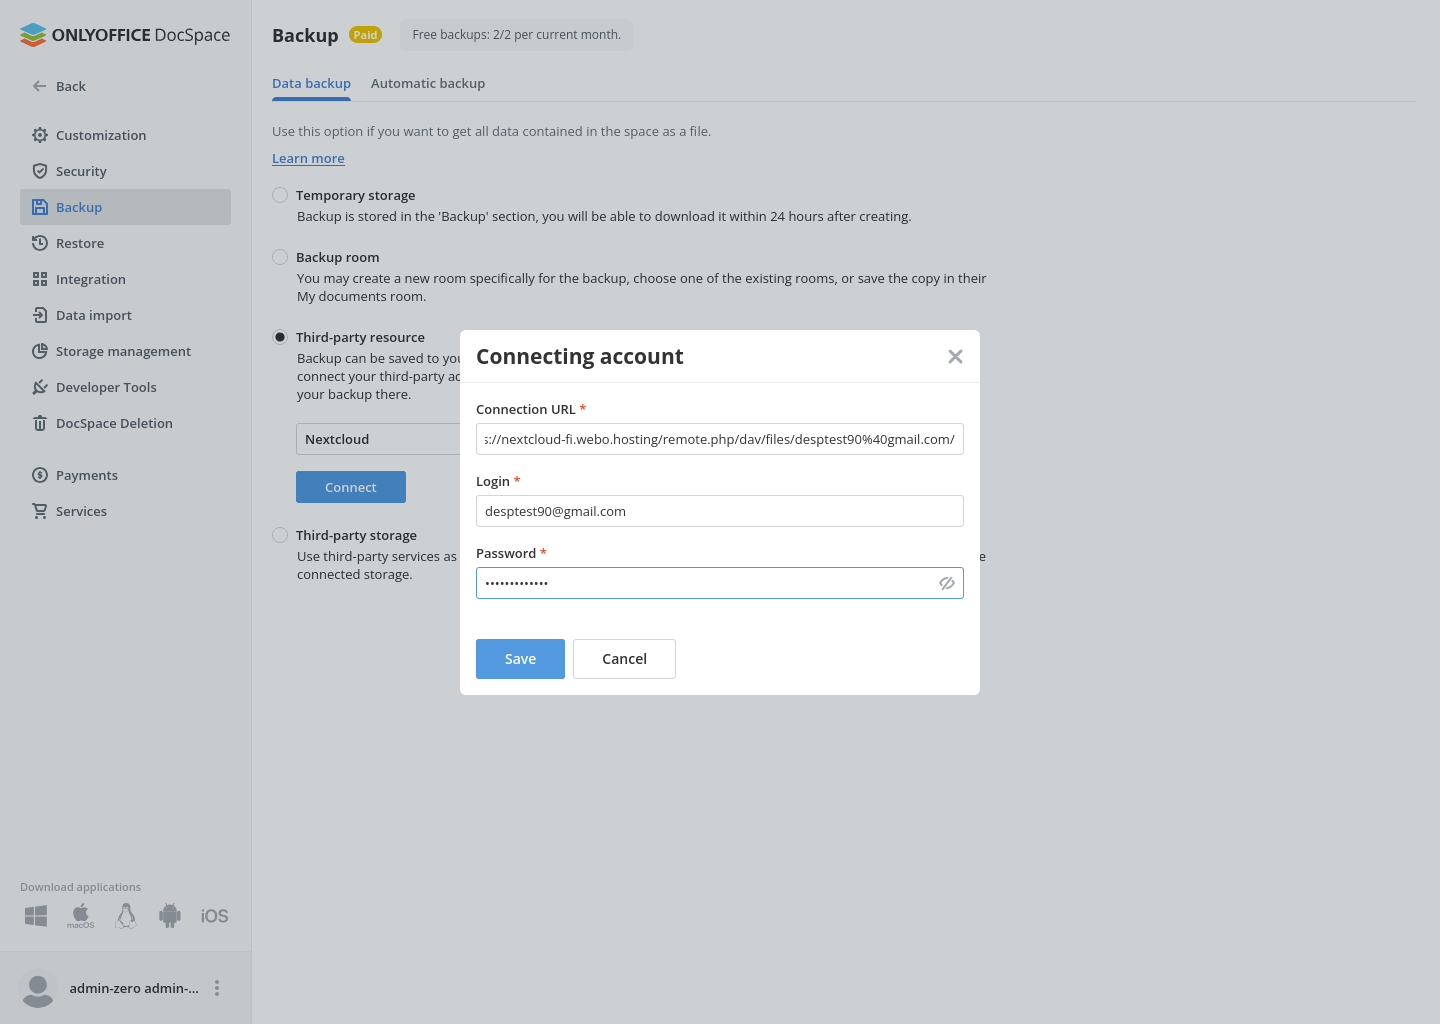 ONLYOFFICE DocSpace
Back
Customization
Security
Backup
Restore
Integration
Data import
Storage management
Developer Tools
DocSpace Deletion
Payments
Services
Download applications
macOS
iOS
admin-zero admin-...
Backup
Paid
Free backups: 2/2 per current month.
Data backup
Automatic backup
Use this option if you want to get all data contained in the space as a file.
Learn more
Temporary storage
Backup is stored in the 'Backup' section, you will be able to download it within 24 hours after creating.
Backup room
You may create a new room specifically for the backup, choose one of the existing rooms, or save the copy in their
My documents room.
Third-party resource
Backup can be saved to you
connect your third-party ac
your backup there.
Nextcloud
Connect
Third-party storage
Use third-party services as
connected storage.
Connecting account
Connection URL *
s://nextcloud-fi.webo.hosting/remote.php/dav/files/desptest90%40gmail.com/
Login *
desptest90@gmail.com
Password *
•••••••••••••
Save
Cancel